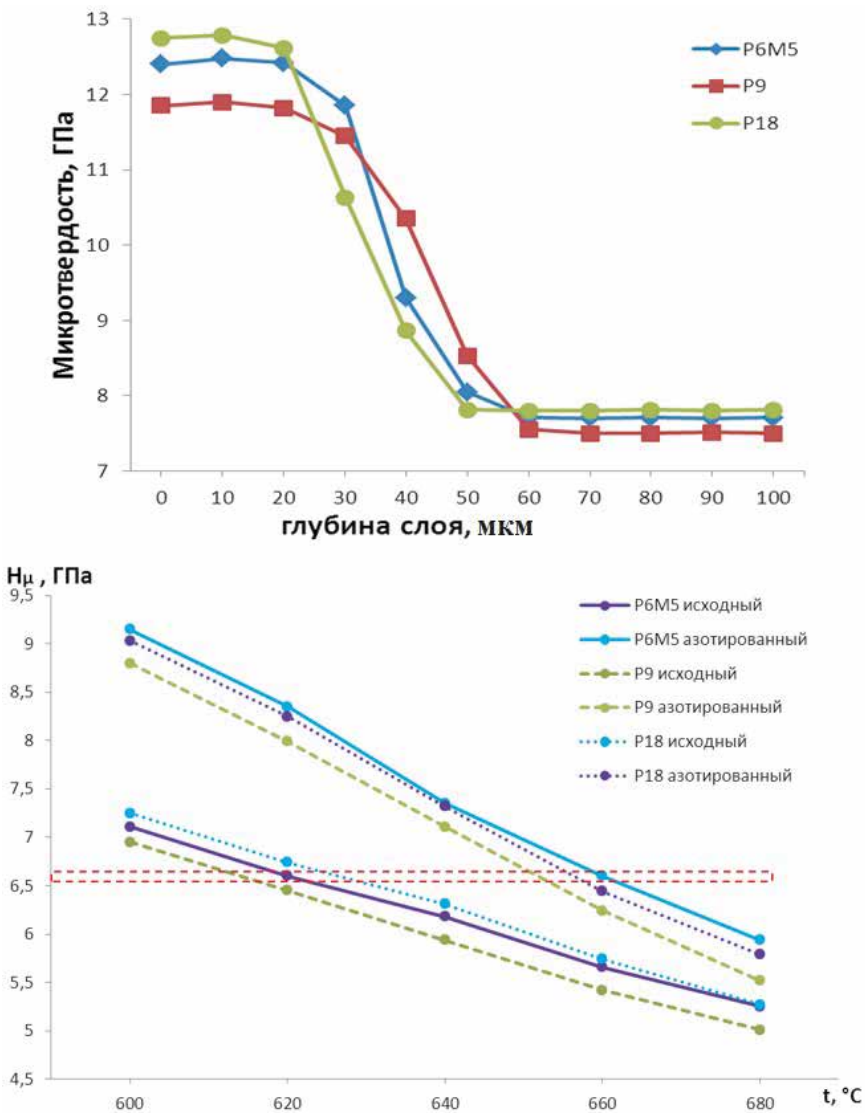 13
12
11
10
9
8
7
Микротвердость, ГПа
Р6М5
Р9
Р18
0 10 20 30 40 50 60 70 80 90 100
глубина слоя, мкм
Hμ , ГПа
9,5
9
8,5
8
7,5
7
6,5
6
5,5
5
4,5
Р6М5 исходный
Р6М5 азотированный
Р9 исходный
Р9 азотированный
Р18 исходный
Р18 азотированный
600 620 640 660 680 t, °С